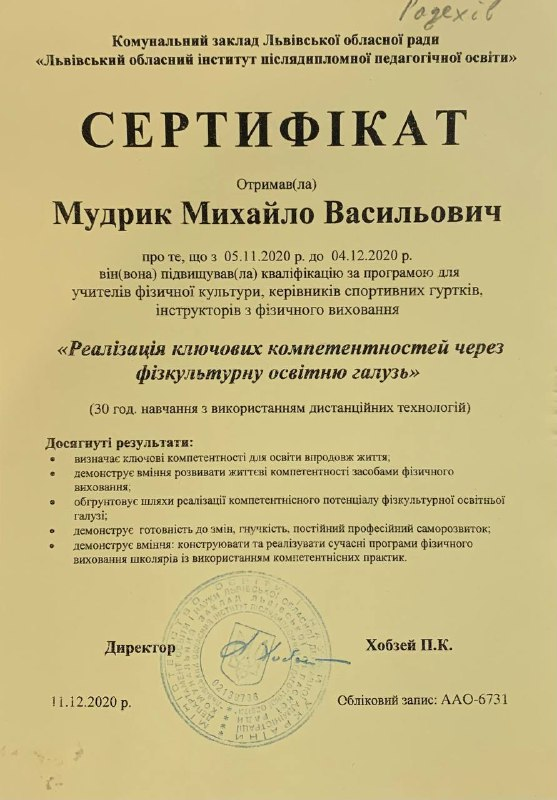 Радехів
Комунальний заклад Львівської обласної ради
«Львівський обласний інститут післядипломної педагогічної освіти»
СЕРТИФІКАТ
Отримав(ла)
Мудрик Михайло Васильович
про те, що з 05.11.2020 р. до 04.12.2020 р.
він(вона) підвищував(ла) кваліфікацію за програмою для
учителів фізичної культури, керівників спортивних гуртків,
інструкторів з фізичного виховання
«Реалізація ключових компетентностей через
фізкультурну освітню галузь»
(30 год. навчання з використанням дистанційних технологій)
Досягнуті результати:
• визначає ключові компетентності для освіти впродовж життя;
• демонструє вміння розвивати життєві компетентності засобами фізичного
виховання;
• обгрунтовує шляхи реалізації компетентнісного потенціалу фізкультурної освітньої
галузі;
• демонструє готовність до змін, гнучкість, постійний професійний саморозвиток;
• демонструє вміння: конструювати та реалізувати сучасні програми фізичного
виховання школярів із використанням компетентнісних практик.
Директор
Хобзей П.К.
02139736
11.12.2020 р.
Обліковий запис: ААО-6731